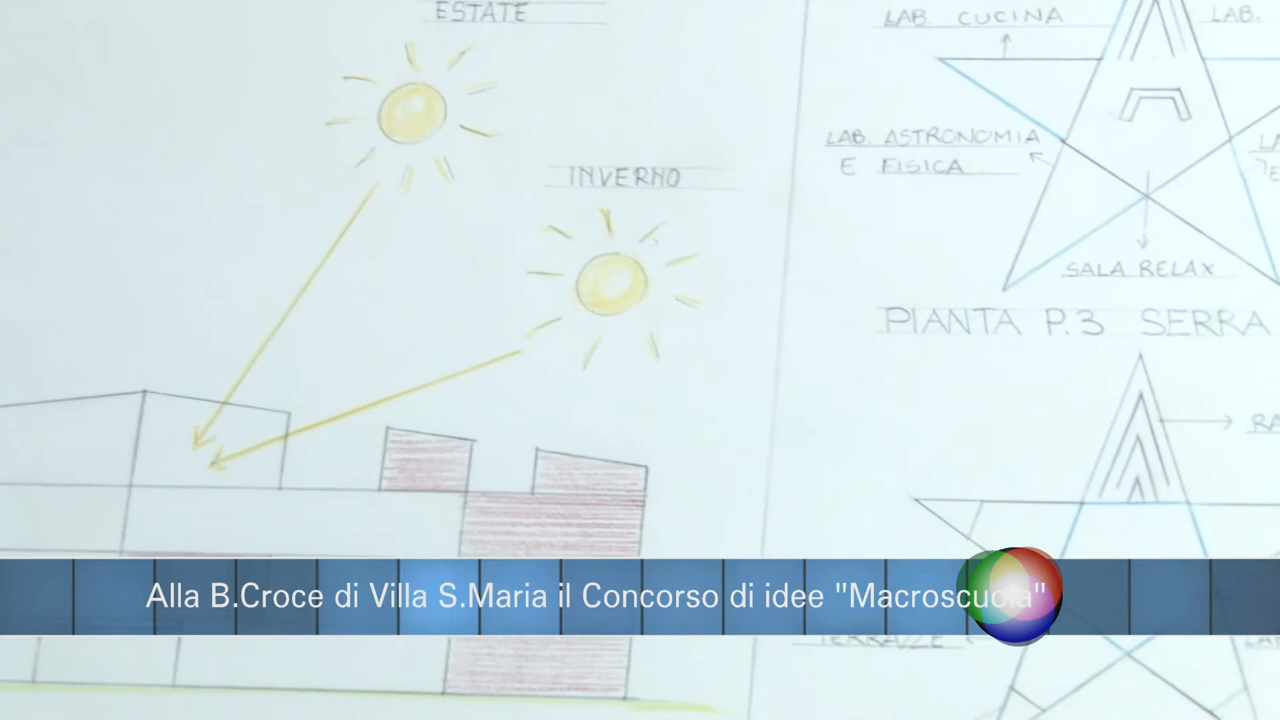 ESTATE
INVERNO
LAB. CUCINA
LAB.
LAB. ASTRONOMIA
E FISICA
SALA RELAX
PIANTA P.3 SERRA
Alla B.Croce di Villa S.Maria il Concorso di idee "Macroscuola"
TERRAZZE